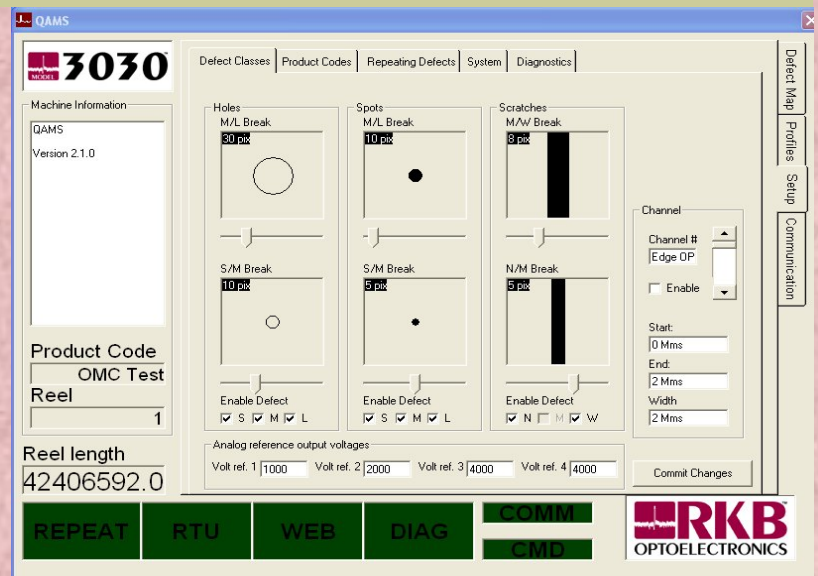 QAMS
MODEL 3030
Machine Information
QAMS
Version 2.1.0
Product Code
OMC Test
Reel
1
Reel length
42406592.0
Defect Classes Product Codes Repeating Defects System Diagnostics
Holes
M/L Break
30 pix
S/M Break
10 pix
Enable Defect
S M L
Spots
M/L Break
10 pix
S/M Break
5 pix
Enable Defect
S M L
Scratches
M/W Break
8 pix
N/M Break
5 pix
Enable Defect
N M W
Channel
Channel #
Edge OP
Enable
Start:
0 Mms
End:
2 Mms
Width
2 Mms
Analog reference output voltages
Volt ref. 1 1000 Volt ref. 2 2000 Volt ref. 3 4000 Volt ref. 4 4000
Commit Changes
Defect Map
Profiles
Setup
Communication
REPEAT RTU WEB DIAG COMM
CMD
RKB
OPTOELECTRONICS